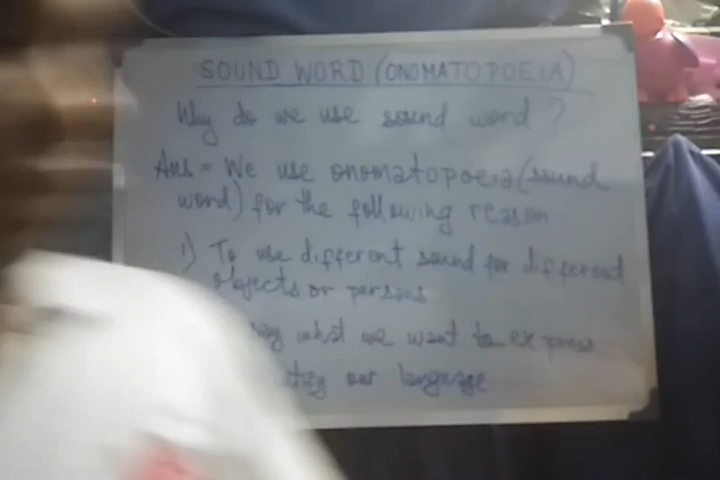 SOUND WORD (ONOMATOPOEIA)
Why do we use sound word?
Ans = We use onomatopoeia (sound
word) for the following reason
1) To use different sound for different
objects or persons
what we want to express
our language